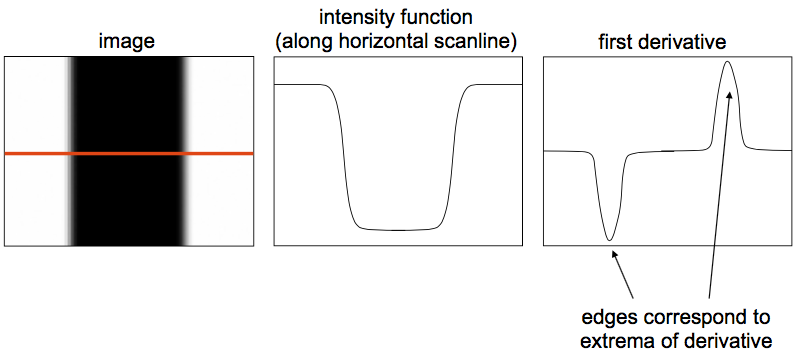 image
intensity function
(along horizontal scanline)
first derivative
edges correspond to
extrema of derivative